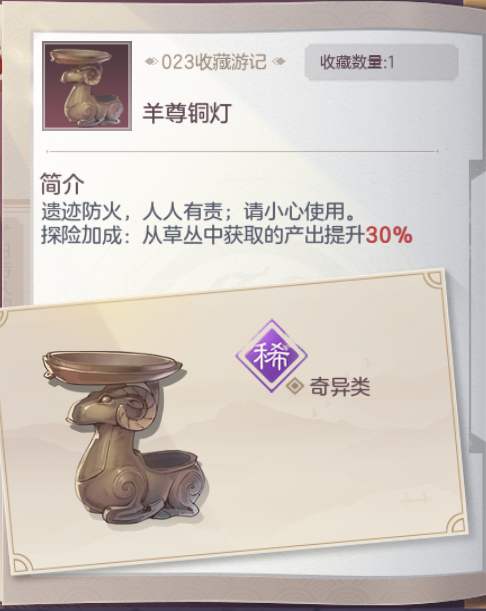 023收藏游记
收藏数量:1
羊尊铜灯
简介
遗迹防火，人人有责；请小心使用。
探险加成：从草丛中获取的产出提升30%
稀
奇异类